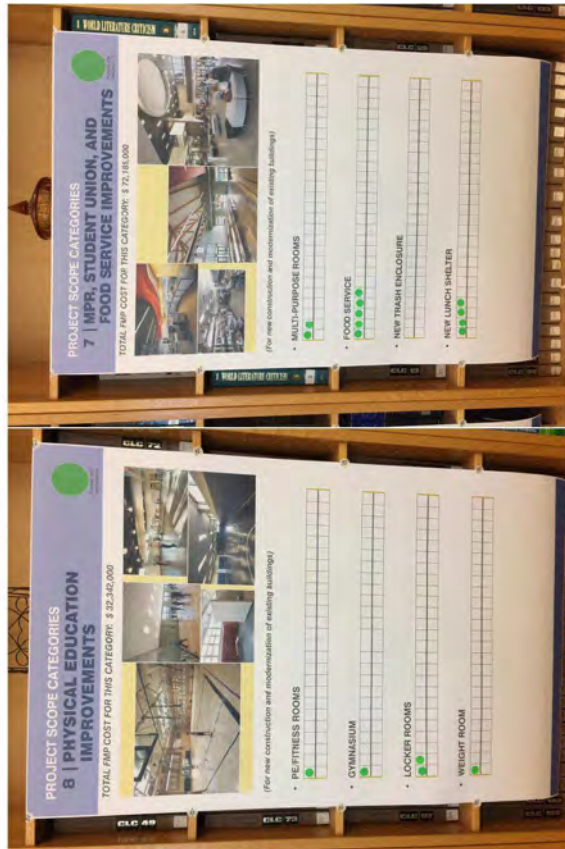 PROJECT SCOPE CATEGORIES
7 | MPR, STUDENT UNION, AND
FOOD SERVICE IMPROVEMENTS
TOTAL FMP COST FOR THIS CATEGORY: $ 72,185,000
(For new construction and modernization of existing buildings)
• MULTI-PURPOSE ROOMS
• FOOD SERVICE
• NEW TRASH ENCLOSURE
• NEW LUNCH SHELTER
WORLD LITERATURE CRITICISM
WORLD LITERATURE CRITICISM
PROJECT SCOPE CATEGORIES
8 | PHYSICAL EDUCATION
IMPROVEMENTS
TOTAL FMP COST FOR THIS CATEGORY: $ 32,342,000
(For new construction and modernization of existing buildings)
• PE/FITNESS ROOMS
• GYMNASIUM
• LOCKER ROOMS
• WEIGHT ROOM
CLC 72
CLC 49
CLC 73
CLC 97